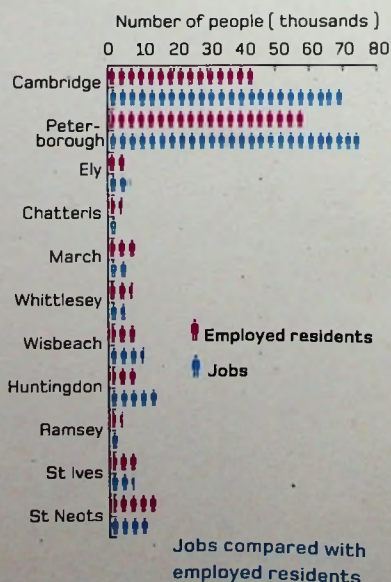 Number of people ( thousands )
0 10 20 30 40 50 60 70 80
Cambridge
Peter-
borough
Ely
Chatteris
March
Whittlesey
Wisbeach
Huntingdon
Ramsey
St Ives
St Neots
Employed residents
Jobs
Jobs compared with
employed residents